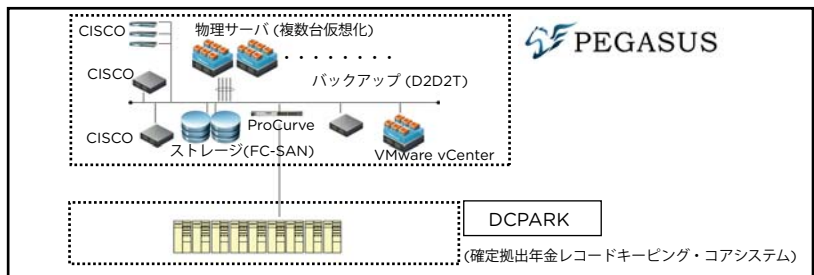 CISCO
物理サーバ (複数台仮想化)
PEGASUS
CISCO
・・・・・・・・
バックアップ (D2D2T)
CISCO
ProCurve
ストレージ(FC-SAN)
VMware vCenter
DCPARK
(確定拠出年金レコードキーピング・コアシステム)